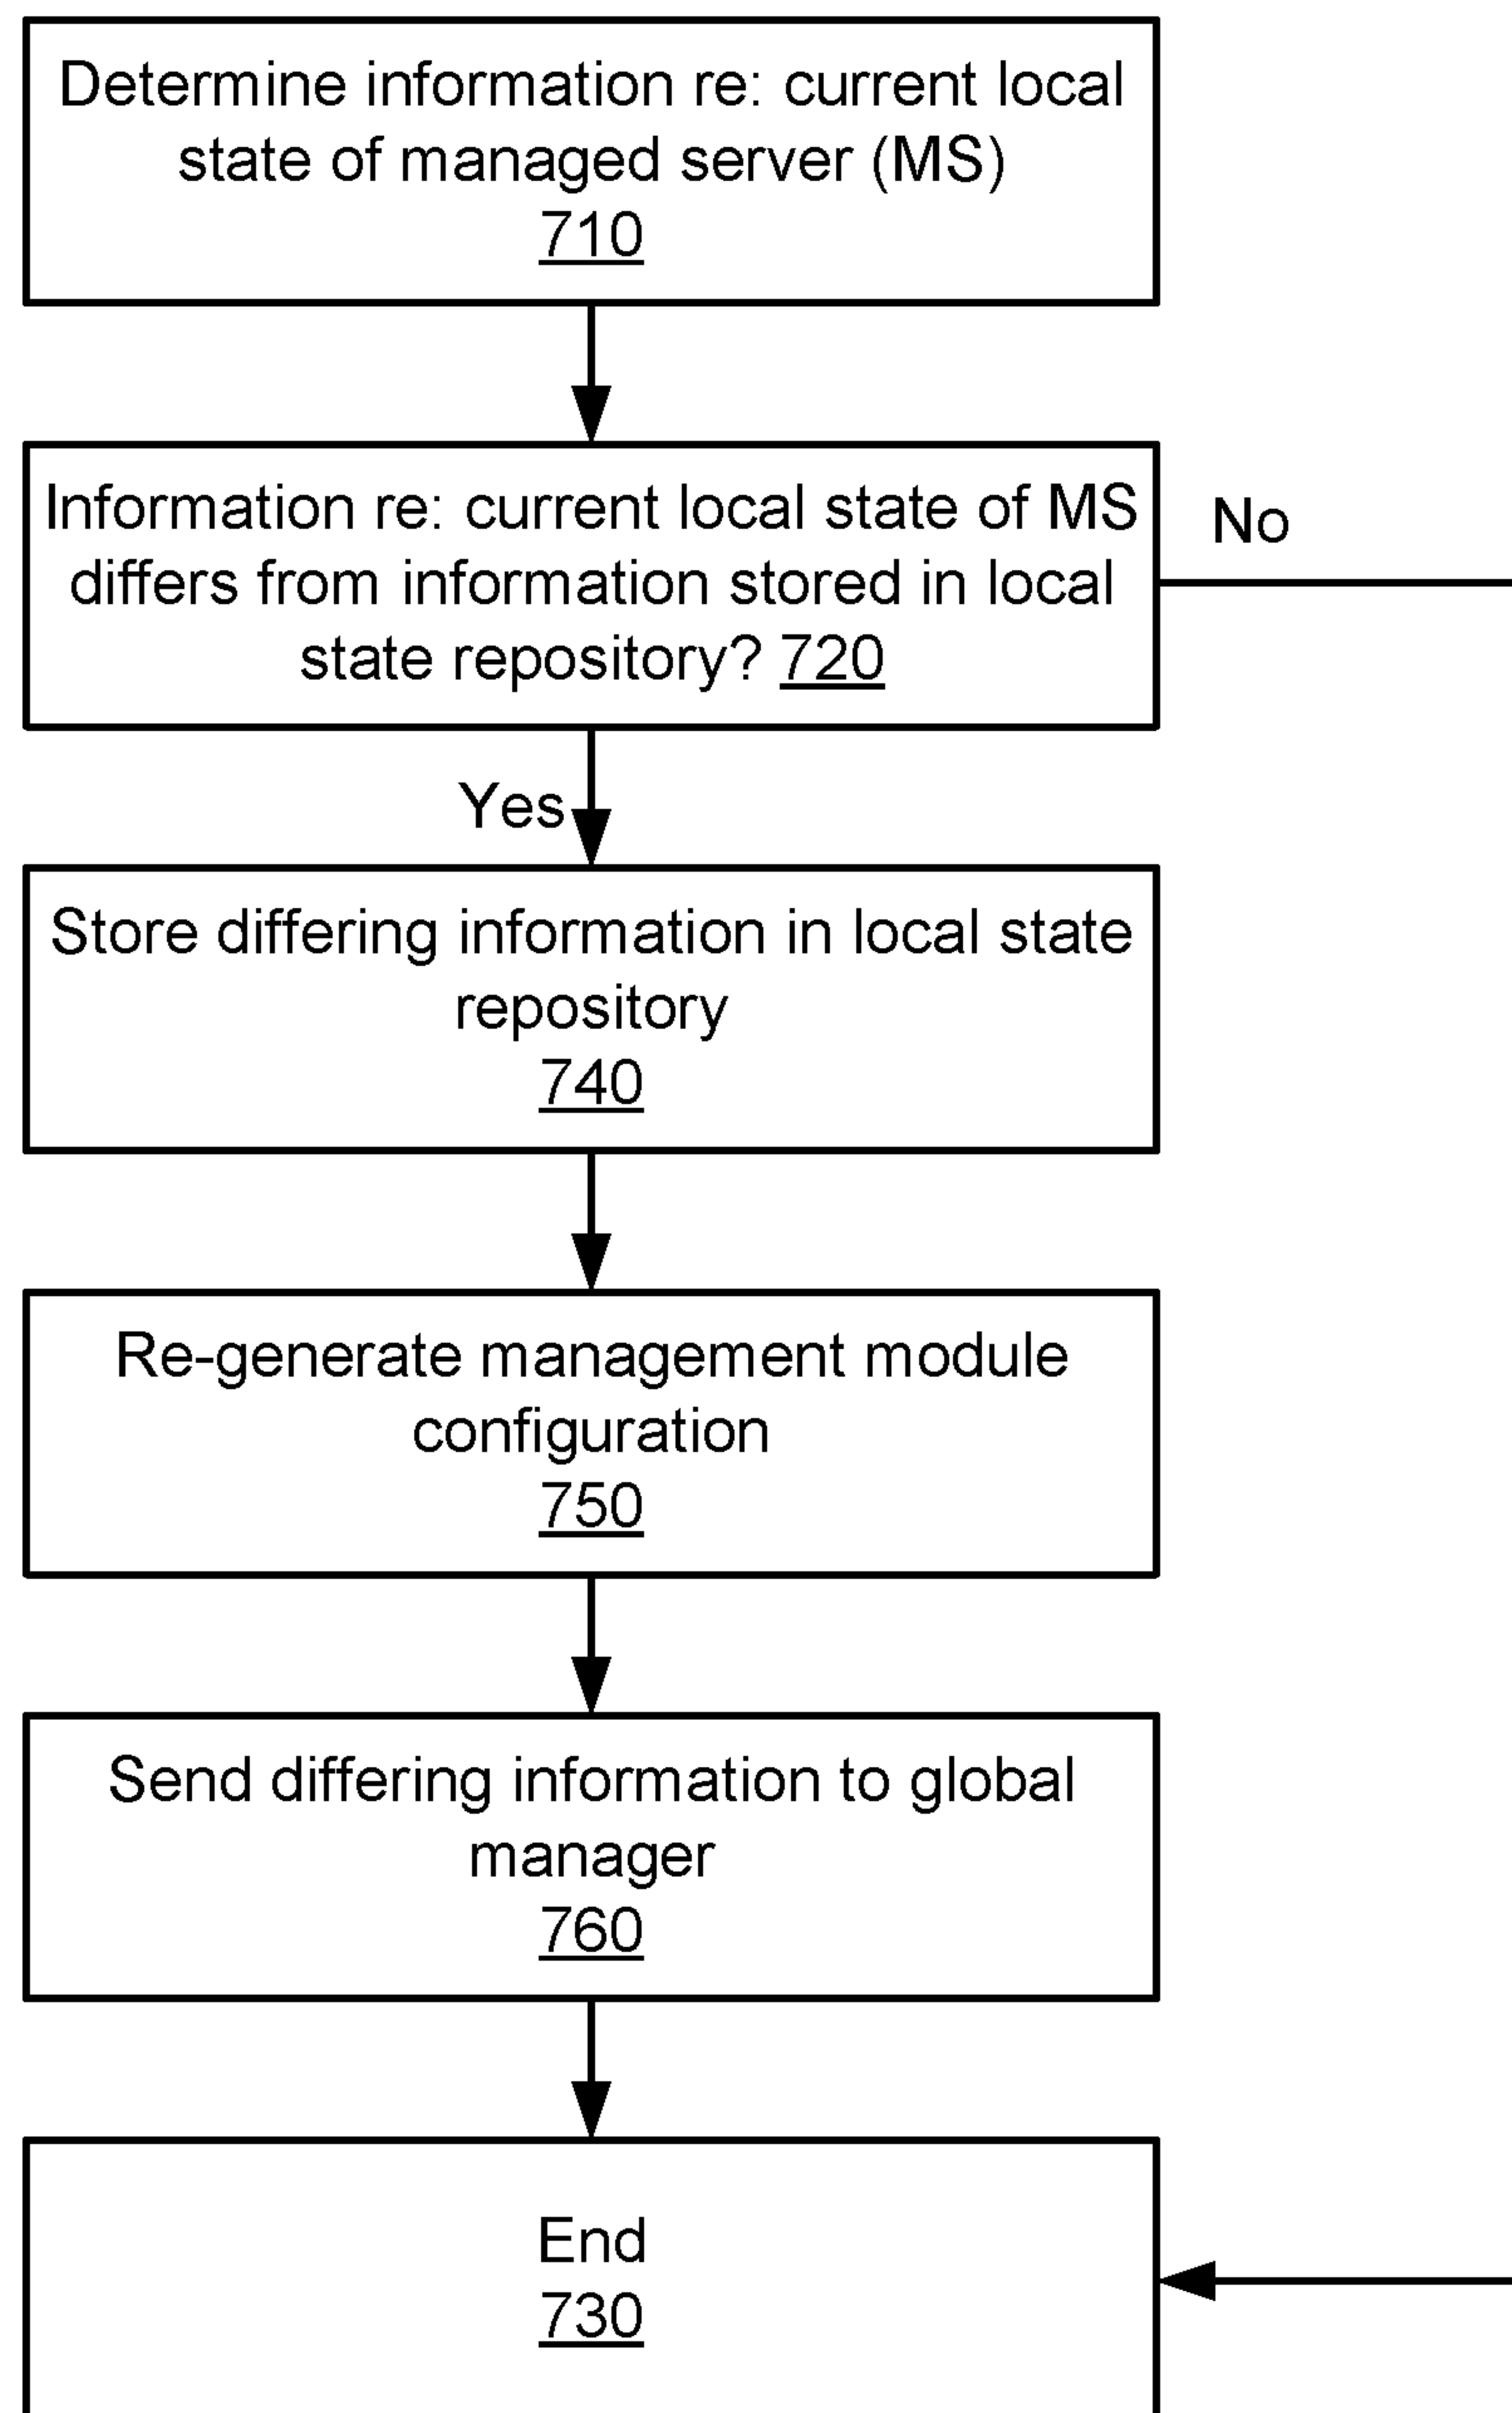 Determine information re: current local
state of managed server (MS)
710
Information re: current local state of MS
differs from information stored in local
state repository? 720
No
Yes
Store differing information in local state
repository
740
Re-generate management module
configuration
750
Send differing information to global
manager
760
End
730